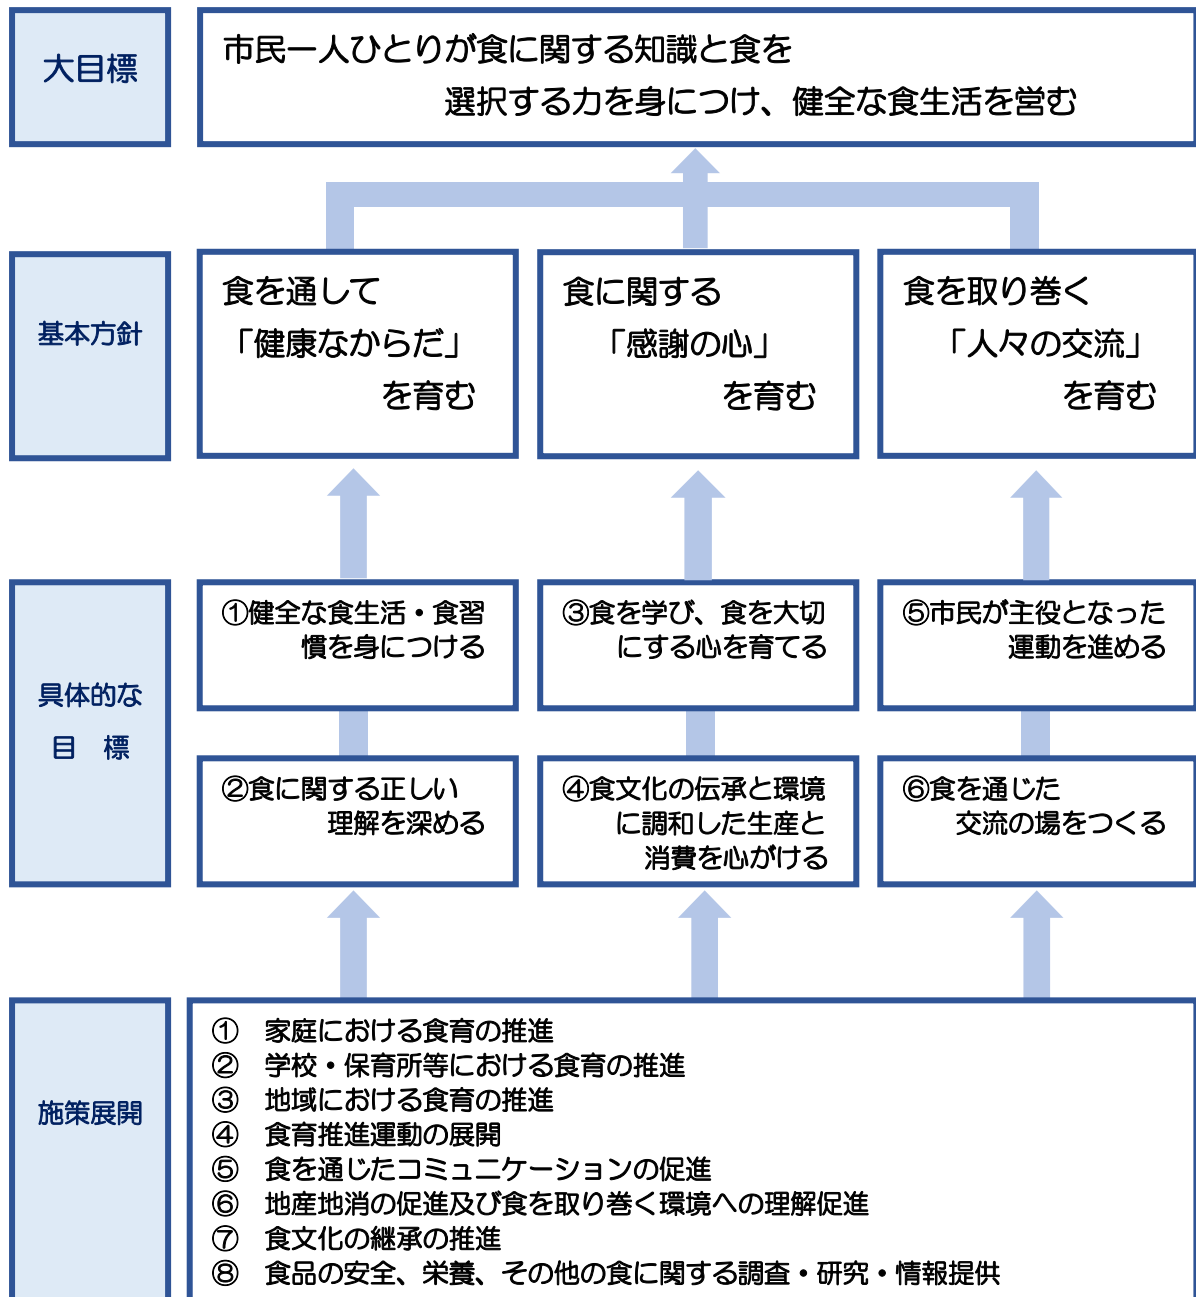 大目標
市民一人ひとりが食に関する知識と食を
選択する力を身につけ、健全な食生活を営む
基本方針
食を通して
「健康なからだ」
を育む
食に関する
「感謝の心」
を育む
食を取り巻く
「人々の交流」
を育む
具体的な
目　標
①健全な食生活・食習
慣を身につける
③食を学び、食を大切
にする心を育てる
⑤市民が主役となった
運動を進める
②食に関する正しい
理解を深める
④食文化の伝承と環境
に調和した生産と
消費を心がける
⑥食を通じた
交流の場をつくる
施策展開
①　家庭における食育の推進
②　学校・保育所等における食育の推進
③　地域における食育の推進
④　食育推進運動の展開
⑤　食を通じたコミュニケーションの促進
⑥　地産地消の促進及び食を取り巻く環境への理解促進
⑦　食文化の継承の推進
⑧　食品の安全、栄養、その他の食に関する調査・研究・情報提供